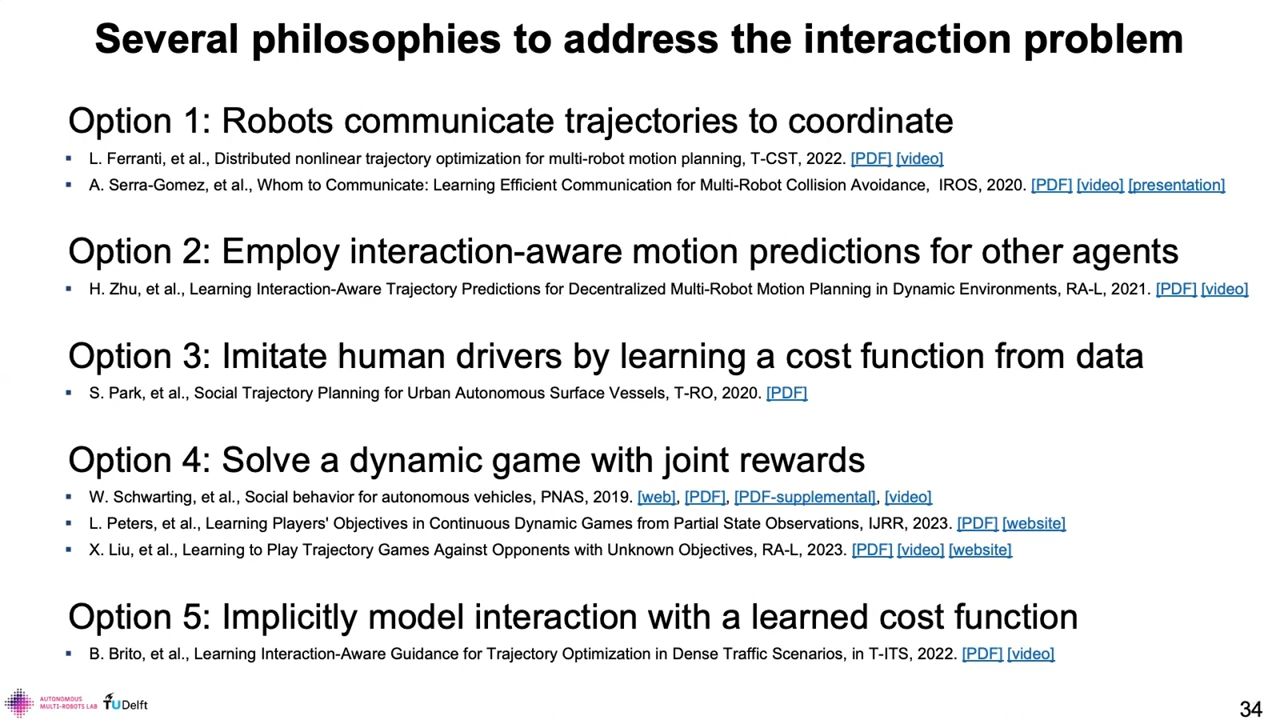 Several philosophies to address the interaction problem
Option 1: Robots communicate trajectories to coordinate
▪ L. Ferranti, et al., Distributed nonlinear trajectory optimization for multi-robot motion planning, T-CST, 2022. [PDF] [video]
▪ A. Serra-Gomez, et al., Whom to Communicate: Learning Efficient Communication for Multi-Robot Collision Avoidance, IROS, 2020. [PDF] [video] [presentation]
Option 2: Employ interaction-aware motion predictions for other agents
▪ H. Zhu, et al., Learning Interaction-Aware Trajectory Predictions for Decentralized Multi-Robot Motion Planning in Dynamic Environments, RA-L, 2021. [PDF] [video]
Option 3: Imitate human drivers by learning a cost function from data
▪ S. Park, et al., Social Trajectory Planning for Urban Autonomous Surface Vessels, T-RO, 2020. [PDF]
Option 4: Solve a dynamic game with joint rewards
▪ W. Schwarting, et al., Social behavior for autonomous vehicles, PNAS, 2019. [web], [PDF], [PDF-supplemental], [video]
▪ L. Peters, et al., Learning Players' Objectives in Continuous Dynamic Games from Partial State Observations, IJRR, 2023. [PDF] [website]
▪ X. Liu, et al., Learning to Play Trajectory Games Against Opponents with Unknown Objectives, RA-L, 2023. [PDF] [video] [website]
Option 5: Implicitly model interaction with a learned cost function
▪ B. Brito, et al., Learning Interaction-Aware Guidance for Trajectory Optimization in Dense Traffic Scenarios, in T-ITS, 2022. [PDF] [video]
AUTONOMOUS
MULTI-ROBOTS LAB
TUDelft
34